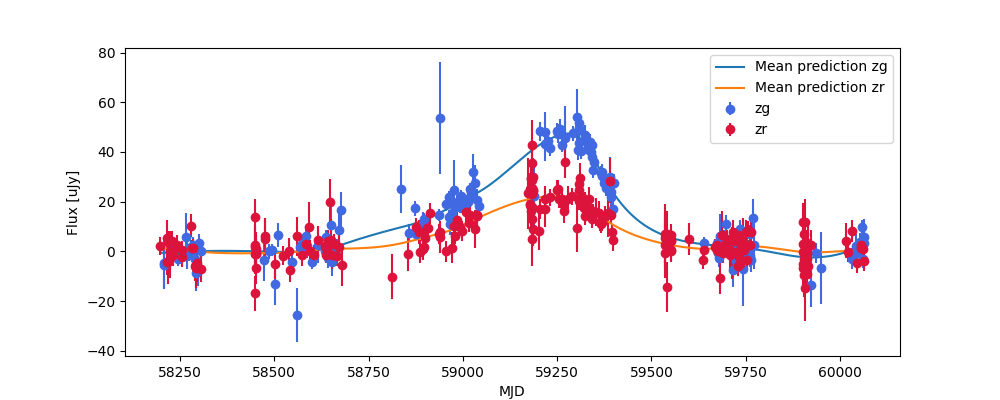 80
60
40
20
0
−20
−40
Flux [uJy]
58250
58500
58750
59000
59250
59500
59750
60000
MJD
Mean prediction zg
Mean prediction zr
zg
zr